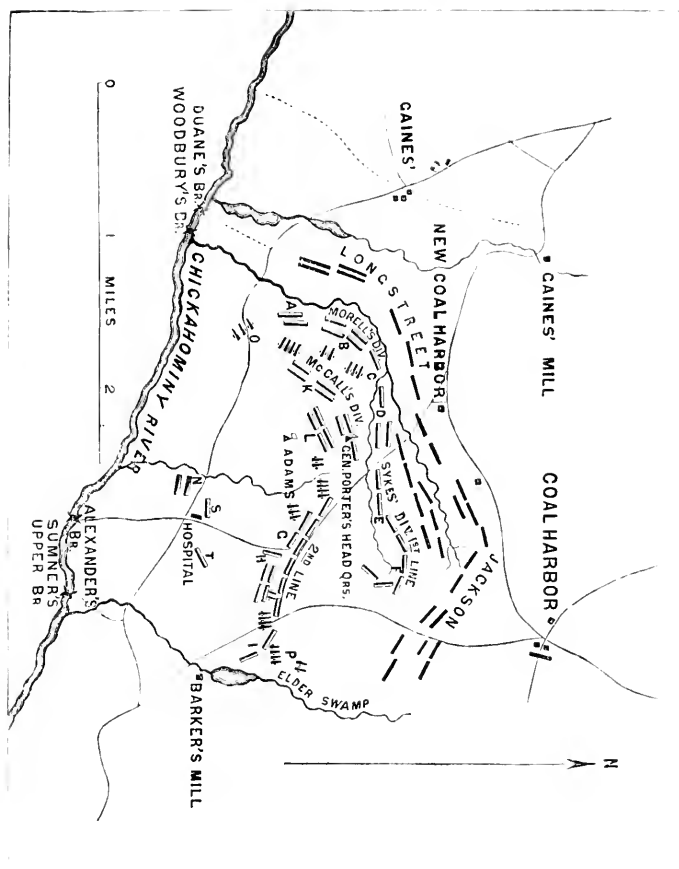 N
GAINES' MILL
COAL HARBOR
NEW COAL HARBOR
GAINES'
LONGSTREET
JACKSON
MORELL'S DIV.
SYKES' DIV. 1ST LINE
A
B
C
D
E
F
McCALL'S DIV.
K
L
GEN. PORTER'S HEAD QRS.
ADAMS
2ND LINE
G
H
I
P
ELDER SWAMP
O
N
S
T
HOSPITAL
BARKER'S MILL
CHICKAHOMINY RIVER
DUANE'S BR.
WOODBURY'S BR.
ALEXANDER'S
BR.
SUMNER'S
UPPER BR
0 1 2
MILES